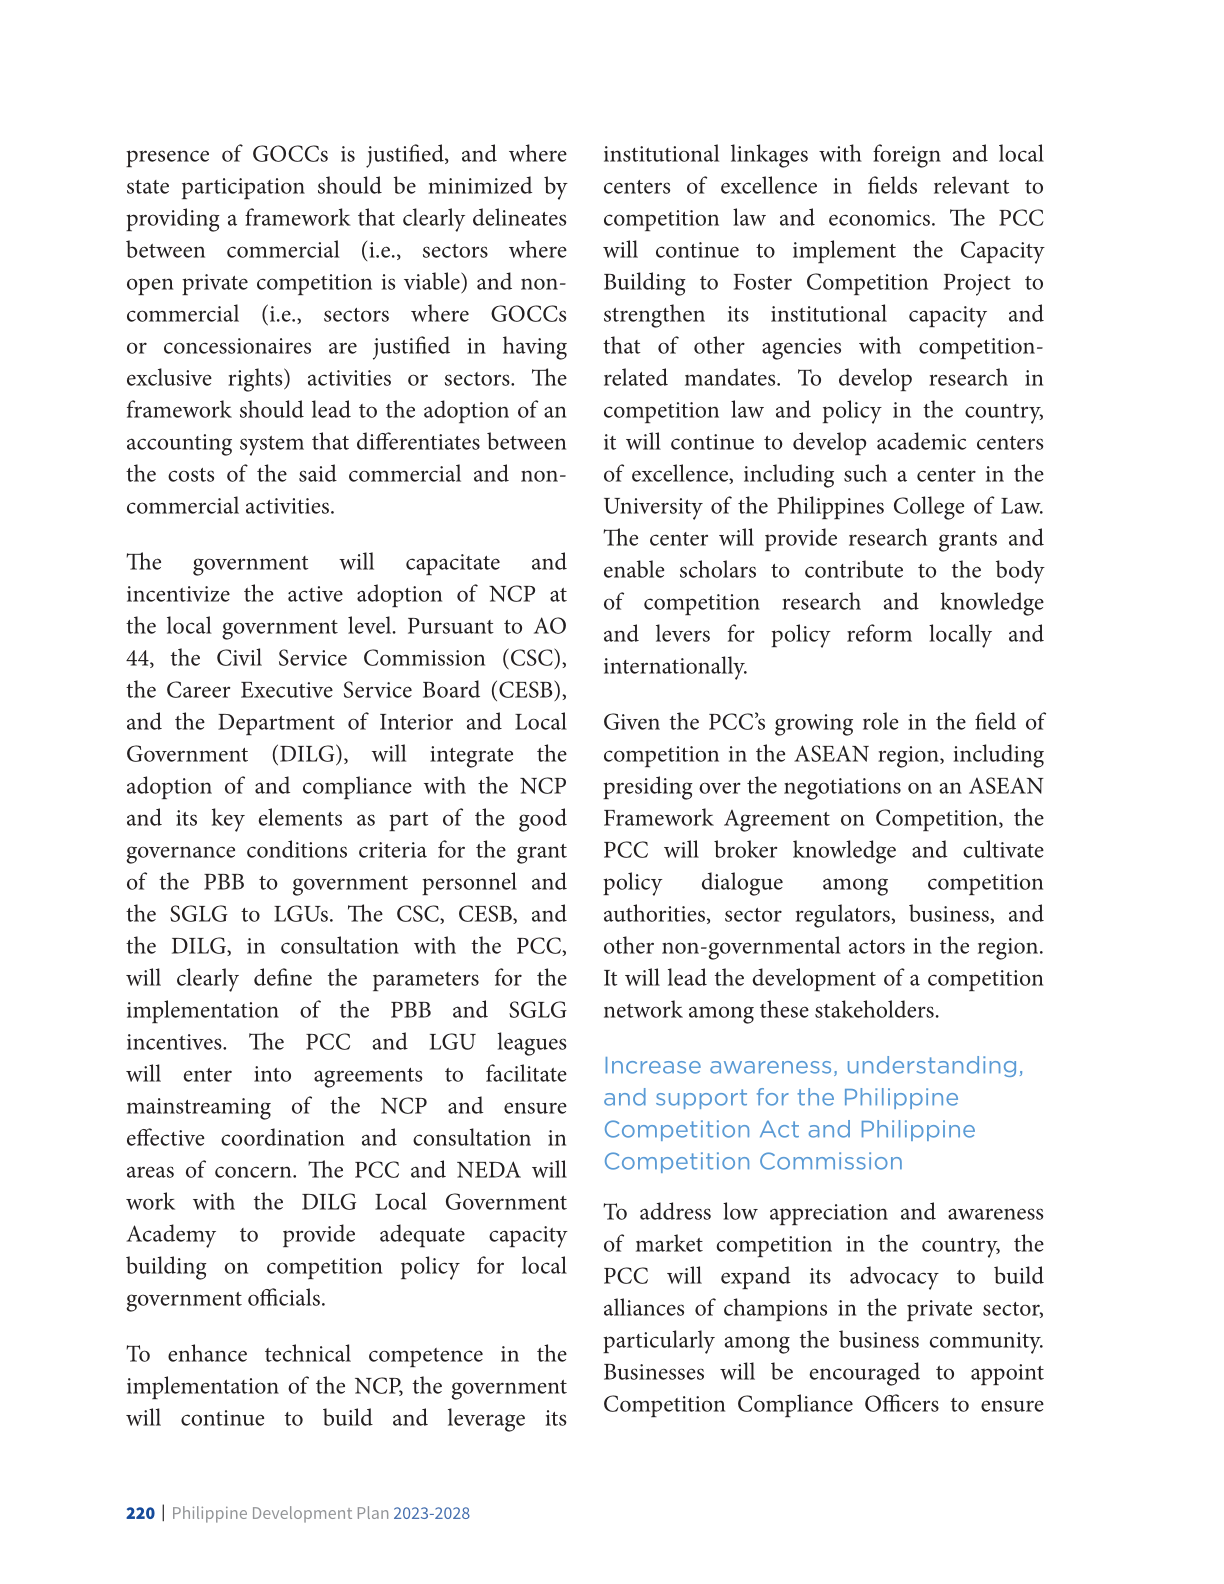 presence of GOCCs is justified, and where
state participation should be minimized by
providing a framework that clearly delineates
between commercial (i.e., sectors where
open private competition is viable) and non-
commercial (i.e., sectors where GOCCs
or concessionaires are justified in having
exclusive rights) activities or sectors. The
framework should lead to the adoption of an
accounting system that differentiates between
the costs of the said commercial and non-
commercial activities.
The government will capacitate and
incentivize the active adoption of NCP at
the local government level. Pursuant to AO
44, the Civil Service Commission (CSC),
the Career Executive Service Board (CESB),
and the Department of Interior and Local
Government (DILG), will integrate the
adoption of and compliance with the NCP
and its key elements as part of the good
governance conditions criteria for the grant
of the PBB to government personnel and
the SGLG to LGUs. The CSC, CESB, and
the DILG, in consultation with the PCC,
will clearly define the parameters for the
implementation of the PBB and SGLG
incentives. The PCC and LGU leagues
will enter into agreements to facilitate
mainstreaming of the NCP and ensure
effective coordination and consultation in
areas of concern. The PCC and NEDA will
work with the DILG Local Government
Academy to provide adequate capacity
building on competition policy for local
government officials.
To enhance technical competence in the
implementation of the NCP, the government
will continue to build and leverage its
institutional linkages with foreign and local
centers of excellence in fields relevant to
competition law and economics. The PCC
will continue to implement the Capacity
Building to Foster Competition Project to
strengthen its institutional capacity and
that of other agencies with competition-
related mandates. To develop research in
competition law and policy in the country,
it will continue to develop academic centers
of excellence, including such a center in the
University of the Philippines College of Law.
The center will provide research grants and
enable scholars to contribute to the body
of competition research and knowledge
and levers for policy reform locally and
internationally.
Given the PCC’s growing role in the field of
competition in the ASEAN region, including
presiding over the negotiations on an ASEAN
Framework Agreement on Competition, the
PCC will broker knowledge and cultivate
policy dialogue among competition
authorities, sector regulators, business, and
other non-governmental actors in the region.
It will lead the development of a competition
network among these stakeholders.
Increase awareness, understanding,
and support for the Philippine
Competition Act and Philippine
Competition Commission
To address low appreciation and awareness
of market competition in the country, the
PCC will expand its advocacy to build
alliances of champions in the private sector,
particularly among the business community.
Businesses will be encouraged to appoint
Competition Compliance Officers to ensure
220 | Philippine Development Plan 2023-2028